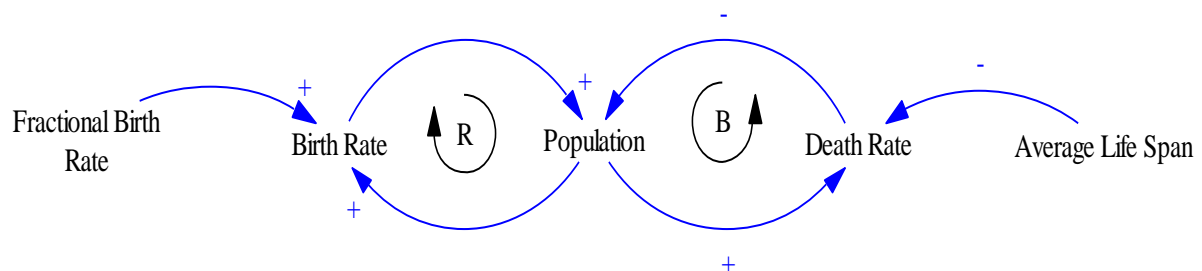 -
-
+
+
Fractional Birth
Rate
Birth Rate
R
Population
B
Death Rate
Average Life Span
+
+